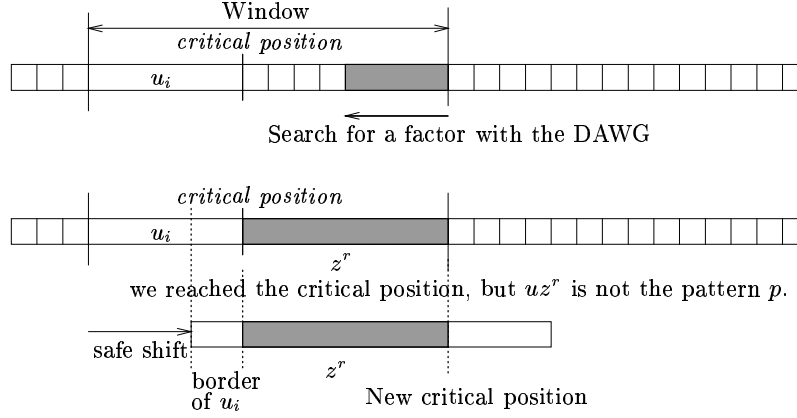 Window
critical position
u_i
Search for a factor with the DAWG
critical position
u_i
z^r
we reached the critical position, but uz^r is not the pattern p.
safe shift
z^r
border
of u_i
New critical position